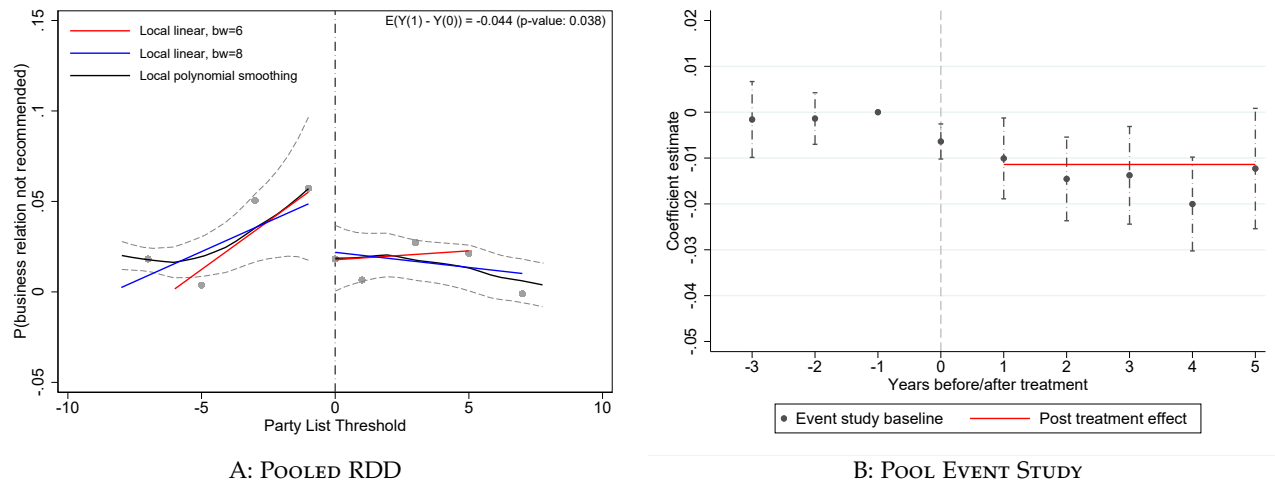 E(Y(1) - Y(0)) = -0.044 (p-value: 0.038)
Local linear, bw=6
Local linear, bw=8
Local polynomial smoothing
P(business relation not recommended)
.15
.1
.05
0
-.05
-10
-5
0
5
10
Party List Threshold
A: Pooled RDD
Coefficient estimate
.02
.01
0
-.01
-.02
-.03
-.04
-.05
-3
-2
-1
0
1
2
3
4
5
Years before/after treatment
Event study baseline
Post treatment effect
B: Pool Event Study